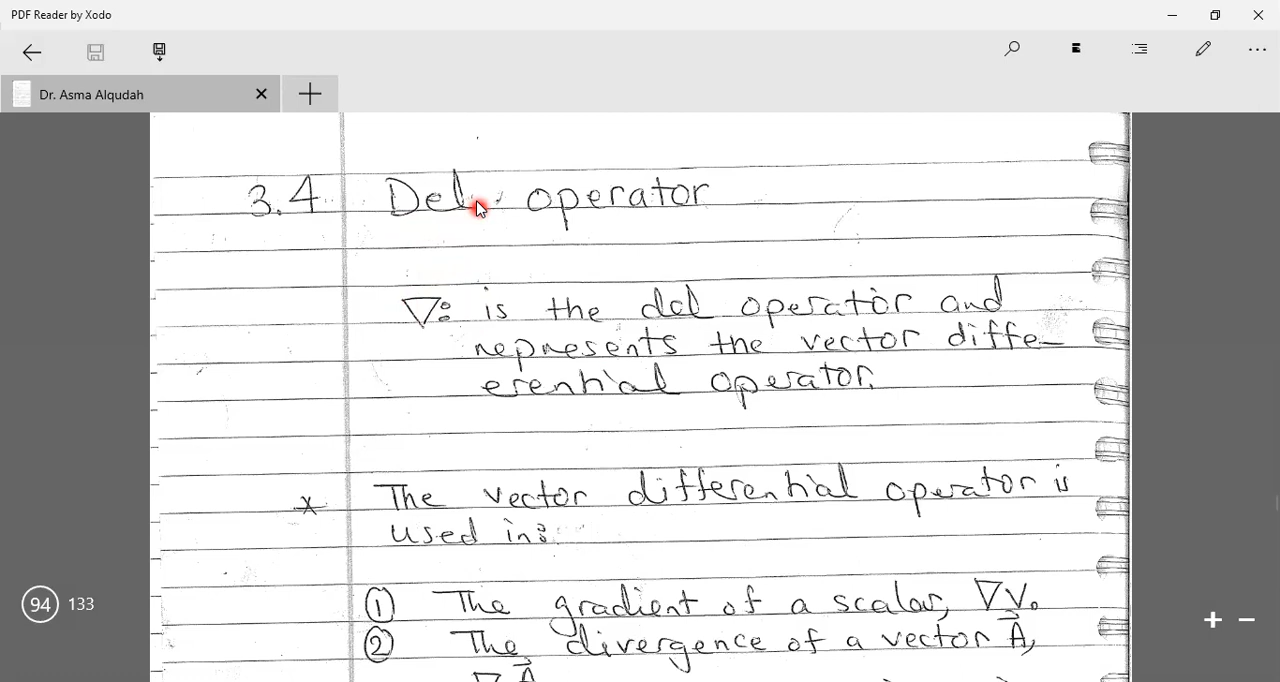 PDF Reader by Xodo
Dr. Asma Alqudah
3.4 Del operator
∇: is the del operator and
represents the vector diffe-
erential operator.
* The vector differential operator is
used in:
① The gradient of a scalar, ∇V.
② The divergence of a vector A⃗,
∇ A⃗
94 133